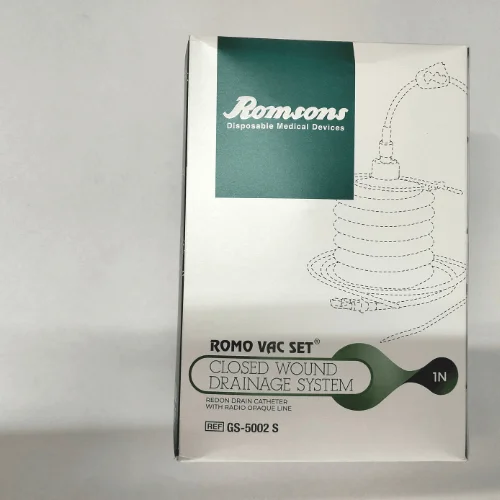 Romsons
Disposable Medical Devices
ROMO VAC SET®
CLOSED WOUND
DRAINAGE SYSTEM
1N
REDON DRAIN CATHETER
WITH RADIO OPAQUE LINE
REF GS-5002 S